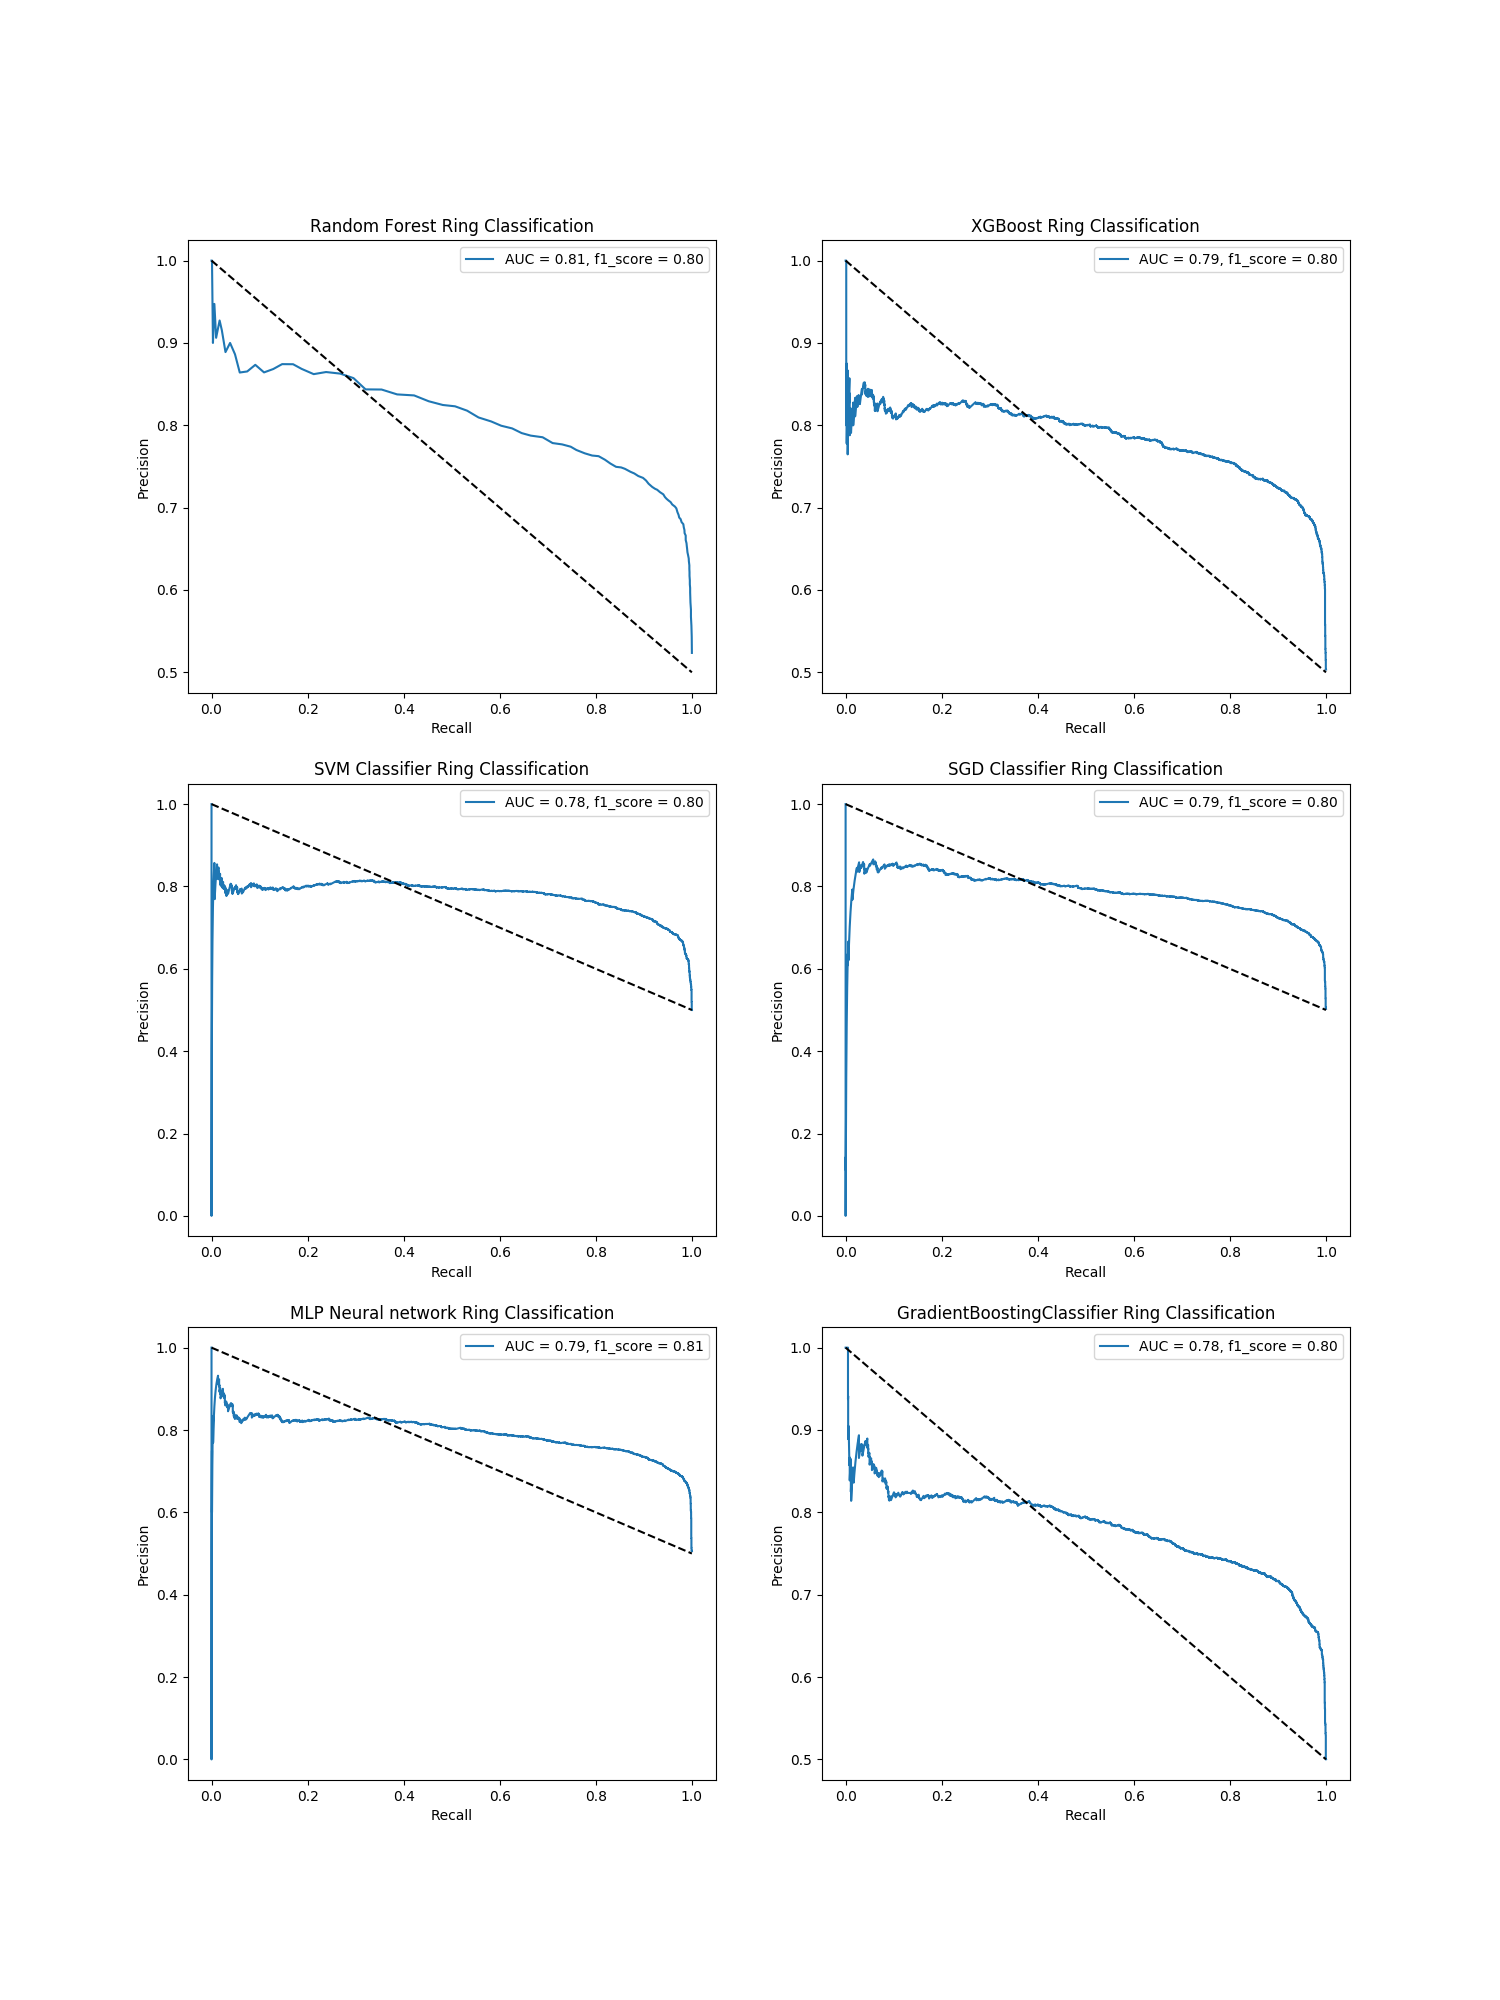 Random Forest Ring Classification
AUC = 0.81, f1_score = 0.80
1.0
0.9
0.8
0.7
0.6
0.5
Precision
0.0 0.2 0.4 0.6 0.8 1.0
Recall
XGBoost Ring Classification
AUC = 0.79, f1_score = 0.80
1.0
0.9
0.8
0.7
0.6
0.5
Precision
0.0 0.2 0.4 0.6 0.8 1.0
Recall
SVM Classifier Ring Classification
AUC = 0.78, f1_score = 0.80
1.0
0.8
0.6
0.4
0.2
0.0
Precision
0.0 0.2 0.4 0.6 0.8 1.0
Recall
SGD Classifier Ring Classification
AUC = 0.79, f1_score = 0.80
1.0
0.8
0.6
0.4
0.2
0.0
Precision
0.0 0.2 0.4 0.6 0.8 1.0
Recall
MLP Neural network Ring Classification
AUC = 0.79, f1_score = 0.81
1.0
0.8
0.6
0.4
0.2
0.0
Precision
0.0 0.2 0.4 0.6 0.8 1.0
Recall
GradientBoostingClassifier Ring Classification
AUC = 0.78, f1_score = 0.80
1.0
0.9
0.8
0.7
0.6
0.5
Precision
0.0 0.2 0.4 0.6 0.8 1.0
Recall